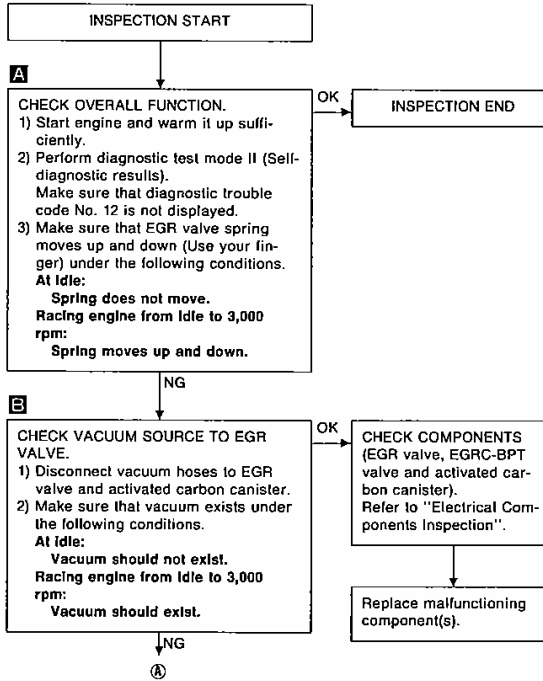 INSPECTION START
A
CHECK OVERALL FUNCTION.
1) Start engine and warm it up suffi-
ciently.
2) Perform diagnostic test mode II (Self-
diagnostic results).
Make sure that diagnostic trouble
code No. 12 is not displayed.
3) Make sure that EGR valve spring
moves up and down (Use your fin-
ger) under the following conditions.
At idle:
Spring does not move.
Racing engine from idle to 3,000
rpm:
Spring moves up and down.
OK
INSPECTION END
NG
B
CHECK VACUUM SOURCE TO EGR
VALVE.
1) Disconnect vacuum hoses to EGR
valve and activated carbon canister.
2) Make sure that vacuum exists under
the following conditions.
At idle:
Vacuum should not exist.
Racing engine from idle to 3,000
rpm:
Vacuum should exist.
OK
CHECK COMPONENTS
(EGR valve, EGRC-BPT
valve and activated car-
bon canister).
Refer to "Electrical Com-
ponents Inspection".
Replace malfunctioning
component(s).
NG
Ⓐ